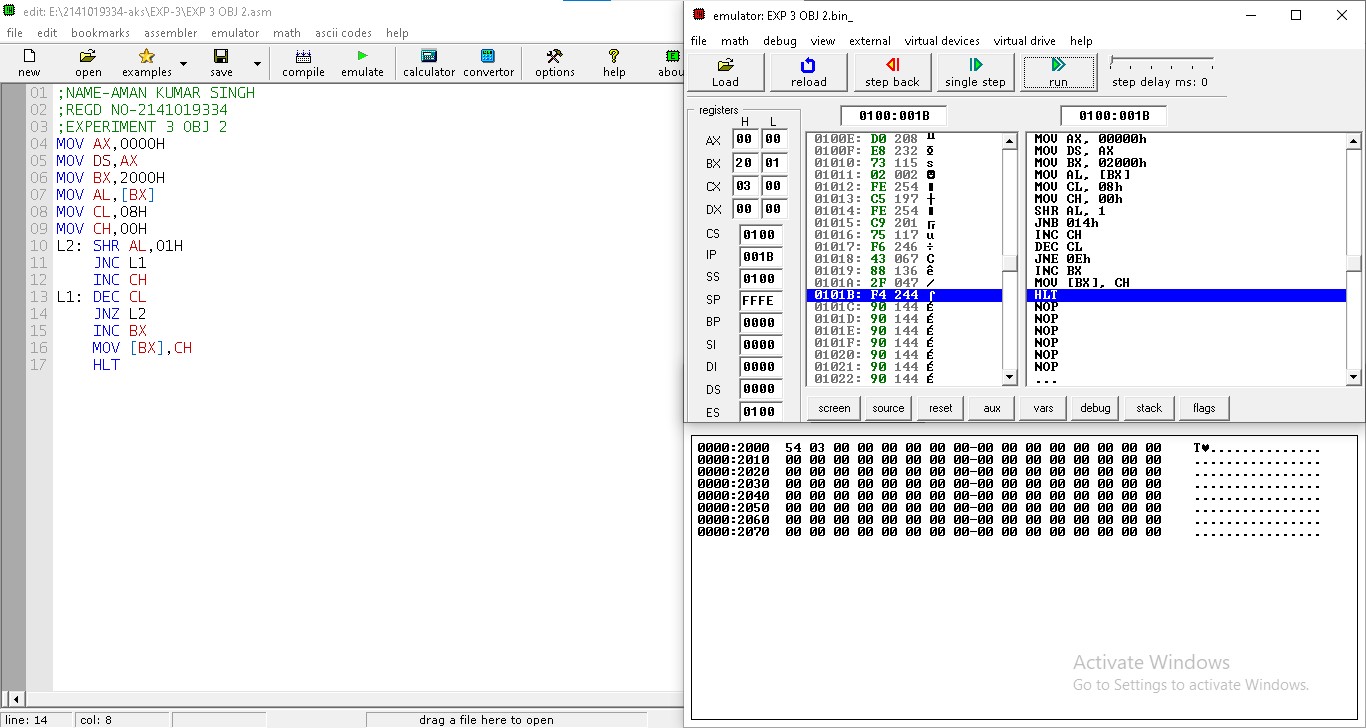 edit: E:\2141019334-aks\EXP-3\EXP 3 OBJ 2.asm
file edit bookmarks assembler emulator math ascii codes help
new open examples save compile emulate calculator convertor options help abou
01 ;NAME-AMAN KUMAR SINGH
02 ;REGD NO-2141019334
03 ;EXPERIMENT 3 OBJ 2
04 MOV AX,0000H
05 MOV DS,AX
06 MOV BX,2000H
07 MOV AL,[BX]
08 MOV CL,08H
09 MOV CH,00H
10 L2: SHR AL,01H
11 JNC L1
12 INC CH
13 L1: DEC CL
14 JNZ L2
15 INC BX
16 MOV [BX],CH
17 HLT
line: 14 col: 8 drag a file here to open
emulator: EXP 3 OBJ 2.bin_
file math debug view external virtual devices virtual drive help
Load reload step back single step run step delay ms: 0
registers 0100:001B 0100:001B
H L
AX 00 00
BX 20 01
CX 03 00
DX 00 00
CS 0100
IP 001B
SS 0100
SP FFFE
BP 0000
SI 0000
DI 0000
DS 0000
ES 0100
0100E: D0 208 ╨
0100F: E8 232 Φ
01010: 73 115 s
01011: 02 002 ☻
01012: FE 254 ■
01013: C5 197 ┼
01014: FE 254 ■
01015: C9 201 ╔
01016: 75 117 u
01017: F6 246 ÷
01018: 43 067 C
01019: 88 136 ê
0101A: 2F 047 /
0101B: F4 244 ⌠
0101C: 90 144 É
0101D: 90 144 É
0101E: 90 144 É
0101F: 90 144 É
01020: 90 144 É
01021: 90 144 É
01022: 90 144 É
MOV AX, 00000h
MOV DS, AX
MOV BX, 02000h
MOV AL, [BX]
MOV CL, 08h
MOV CH, 00h
SHR AL, 1
JNB 014h
INC CH
DEC CL
JNE 0Eh
INC BX
MOV [BX], CH
HLT
NOP
NOP
NOP
NOP
NOP
NOP
...
screen source reset aux vars debug stack flags
0000:2000 54 03 00 00 00 00 00 00-00 00 00 00 00 00 00 00 T♥..............
0000:2010 00 00 00 00 00 00 00 00-00 00 00 00 00 00 00 00 ................
0000:2020 00 00 00 00 00 00 00 00-00 00 00 00 00 00 00 00 ................
0000:2030 00 00 00 00 00 00 00 00-00 00 00 00 00 00 00 00 ................
0000:2040 00 00 00 00 00 00 00 00-00 00 00 00 00 00 00 00 ................
0000:2050 00 00 00 00 00 00 00 00-00 00 00 00 00 00 00 00 ................
0000:2060 00 00 00 00 00 00 00 00-00 00 00 00 00 00 00 00 ................
0000:2070 00 00 00 00 00 00 00 00-00 00 00 00 00 00 00 00 ................
Activate Windows
Go to Settings to activate Windows.